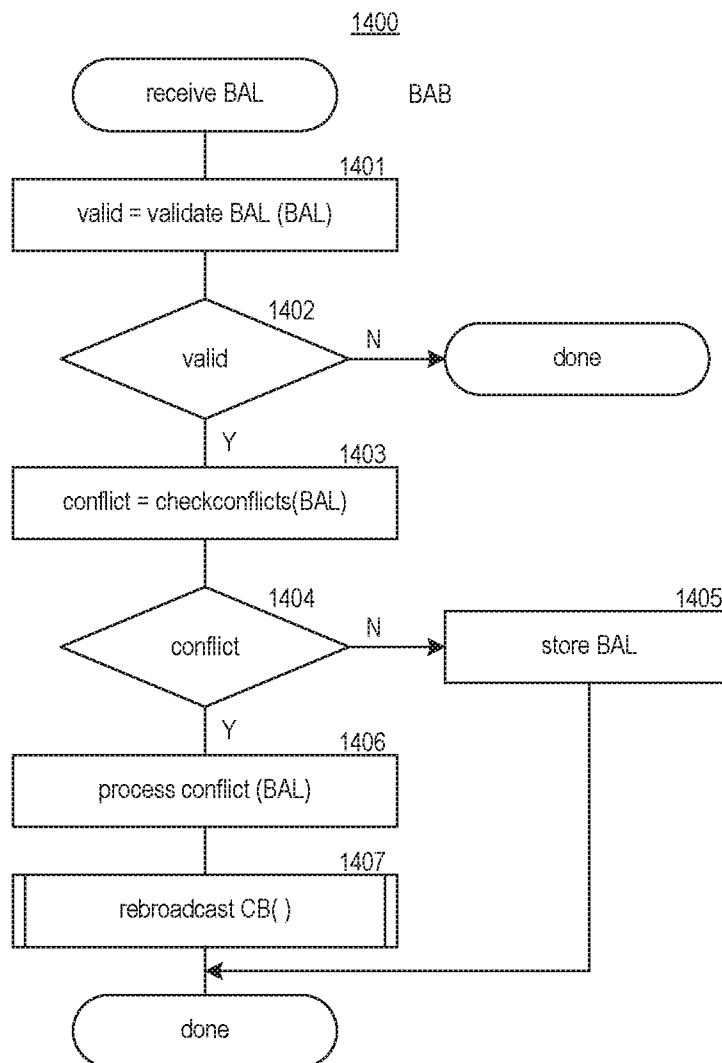 1400
receive BAL
BAB
1401
valid = validate BAL (BAL)
1402
valid
N
done
Y
1403
conflict = checkconflicts(BAL)
1404
conflict
N
1405
store BAL
Y
1406
process conflict (BAL)
1407
rebroadcast CB( )
done